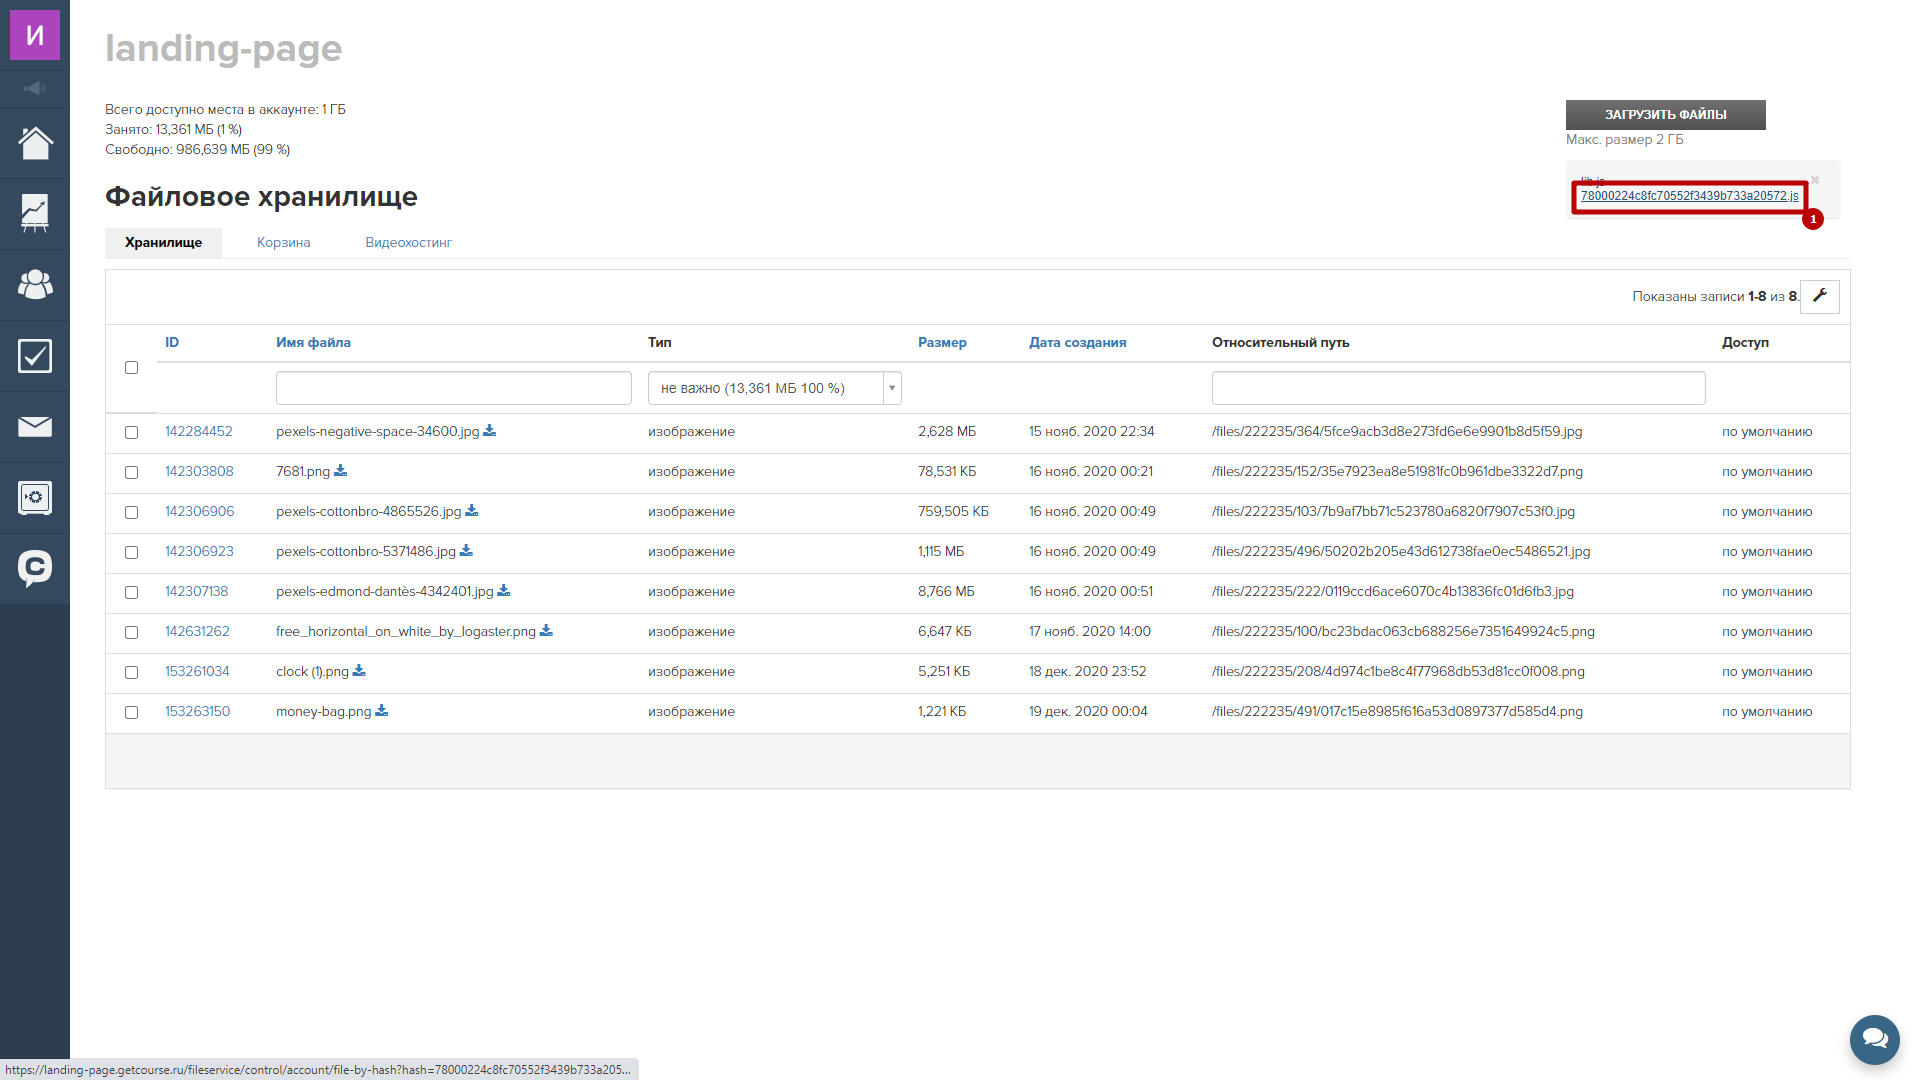 И
landing-page
Всего доступно места в аккаунте: 1 ГБ
Занято: 13,361 МБ (1 %)
Свободно: 986,639 МБ (99 %)
ЗАГРУЗИТЬ ФАЙЛЫ
Макс. размер 2 ГБ
lib.js
78000224c8fc70552f3439b733a20572.js
1
Файловое хранилище
Хранилище Корзина Видеохостинг
Показаны записи 1-8 из 8.
ID Имя файла Тип Размер Дата создания Относительный путь Доступ
не важно (13,361 МБ 100 %)
142284452 pexels-negative-space-34600.jpg изображение 2,628 МБ 15 нояб. 2020 22:34 /files/222235/364/5fce9acb3d8e273fd6e6e9901b8d5f59.jpg по умолчанию
142303808 7681.png изображение 78,531 КБ 16 нояб. 2020 00:21 /files/222235/152/35e7923ea8e51981fc0b961dbe3322d7.png по умолчанию
142306906 pexels-cottonbro-4865526.jpg изображение 759,505 КБ 16 нояб. 2020 00:49 /files/222235/103/7b9af7bb71c523780a6820f7907c53f0.jpg по умолчанию
142306923 pexels-cottonbro-5371486.jpg изображение 1,115 МБ 16 нояб. 2020 00:49 /files/222235/496/50202b205e43d612738fae0ec5486521.jpg по умолчанию
142307138 pexels-edmond-dantès-4342401.jpg изображение 8,766 МБ 16 нояб. 2020 00:51 /files/222235/222/0119ccd6ace6070c4b13836fc01d6fb3.jpg по умолчанию
142631262 free_horizontal_on_white_by_logaster.png изображение 6,647 КБ 17 нояб. 2020 14:00 /files/222235/100/bc23bdac063cb688256e7351649924c5.png по умолчанию
153261034 clock (1).png изображение 5,251 КБ 18 дек. 2020 23:52 /files/222235/208/4d974c1be8c4f77968db53d81cc0f008.png по умолчанию
153263150 money-bag.png изображение 1,221 КБ 19 дек. 2020 00:04 /files/222235/491/017c15e8985f616a53d0897377d585d4.png по умолчанию
https://landing-page.getcourse.ru/fileservice/control/account/file-by-hash?hash=78000224c8fc70552f3439b733a205...